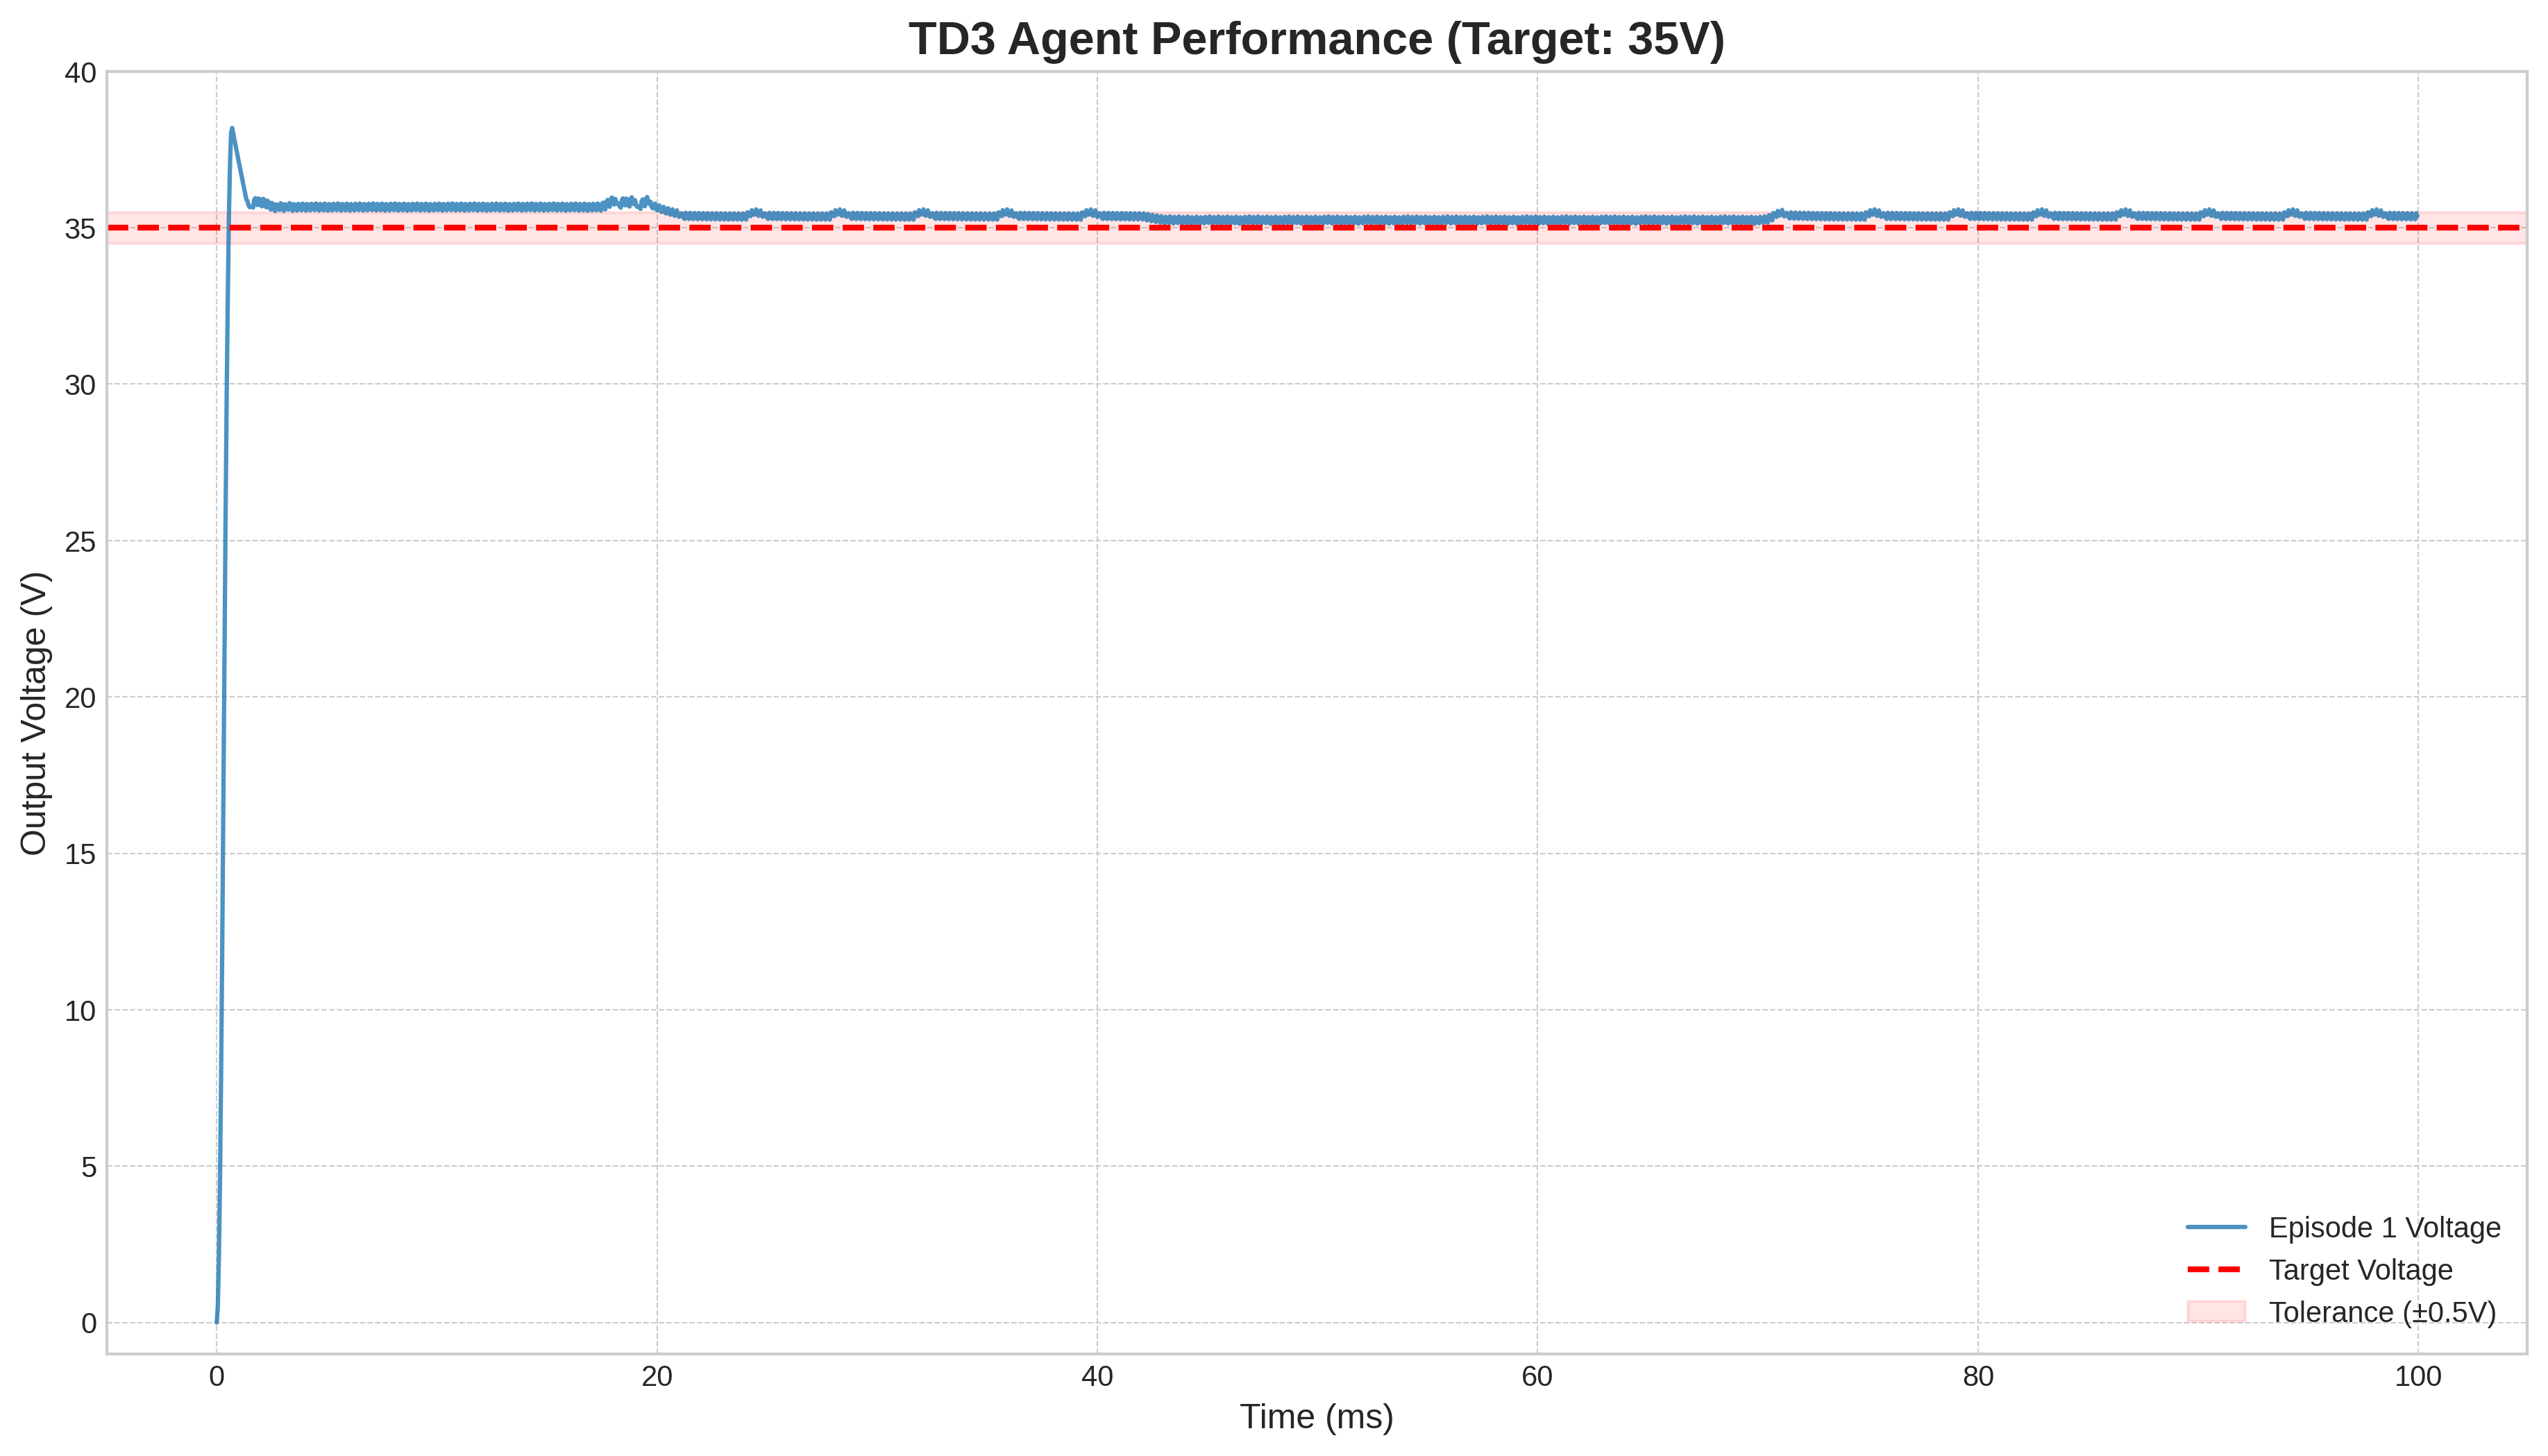 TD3 Agent Performance (Target: 35V)
40
35
30
25
20
15
10
5
0
Output Voltage (V)
0 20 40 60 80 100
Time (ms)
Episode 1 Voltage
Target Voltage
Tolerance (±0.5V)